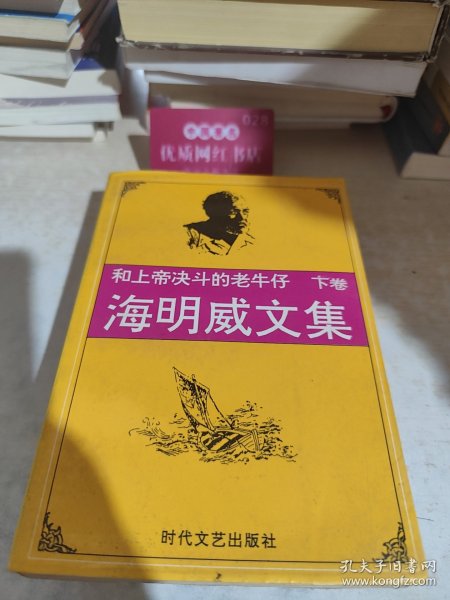 028
优质网红书店
和上帝决斗的老牛仔 下卷
海明威文集
时代文艺出版社
孔夫子旧书网
www.kongfz.com